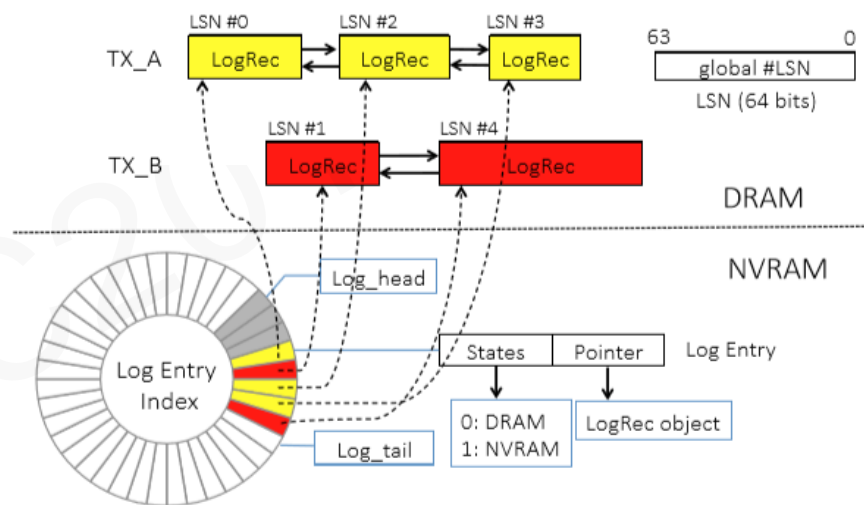 LSN #0
LSN #2
LSN #3
TX_A
LogRec
LogRec
LogRec
63
0
global #LSN
LSN (64 bits)
LSN #1
LSN #4
TX_B
LogRec
LogRec
DRAM
NVRAM
Log_head
Log Entry
Index
States
Pointer
Log Entry
0: DRAM
1: NVRAM
LogRec object
Log_tail